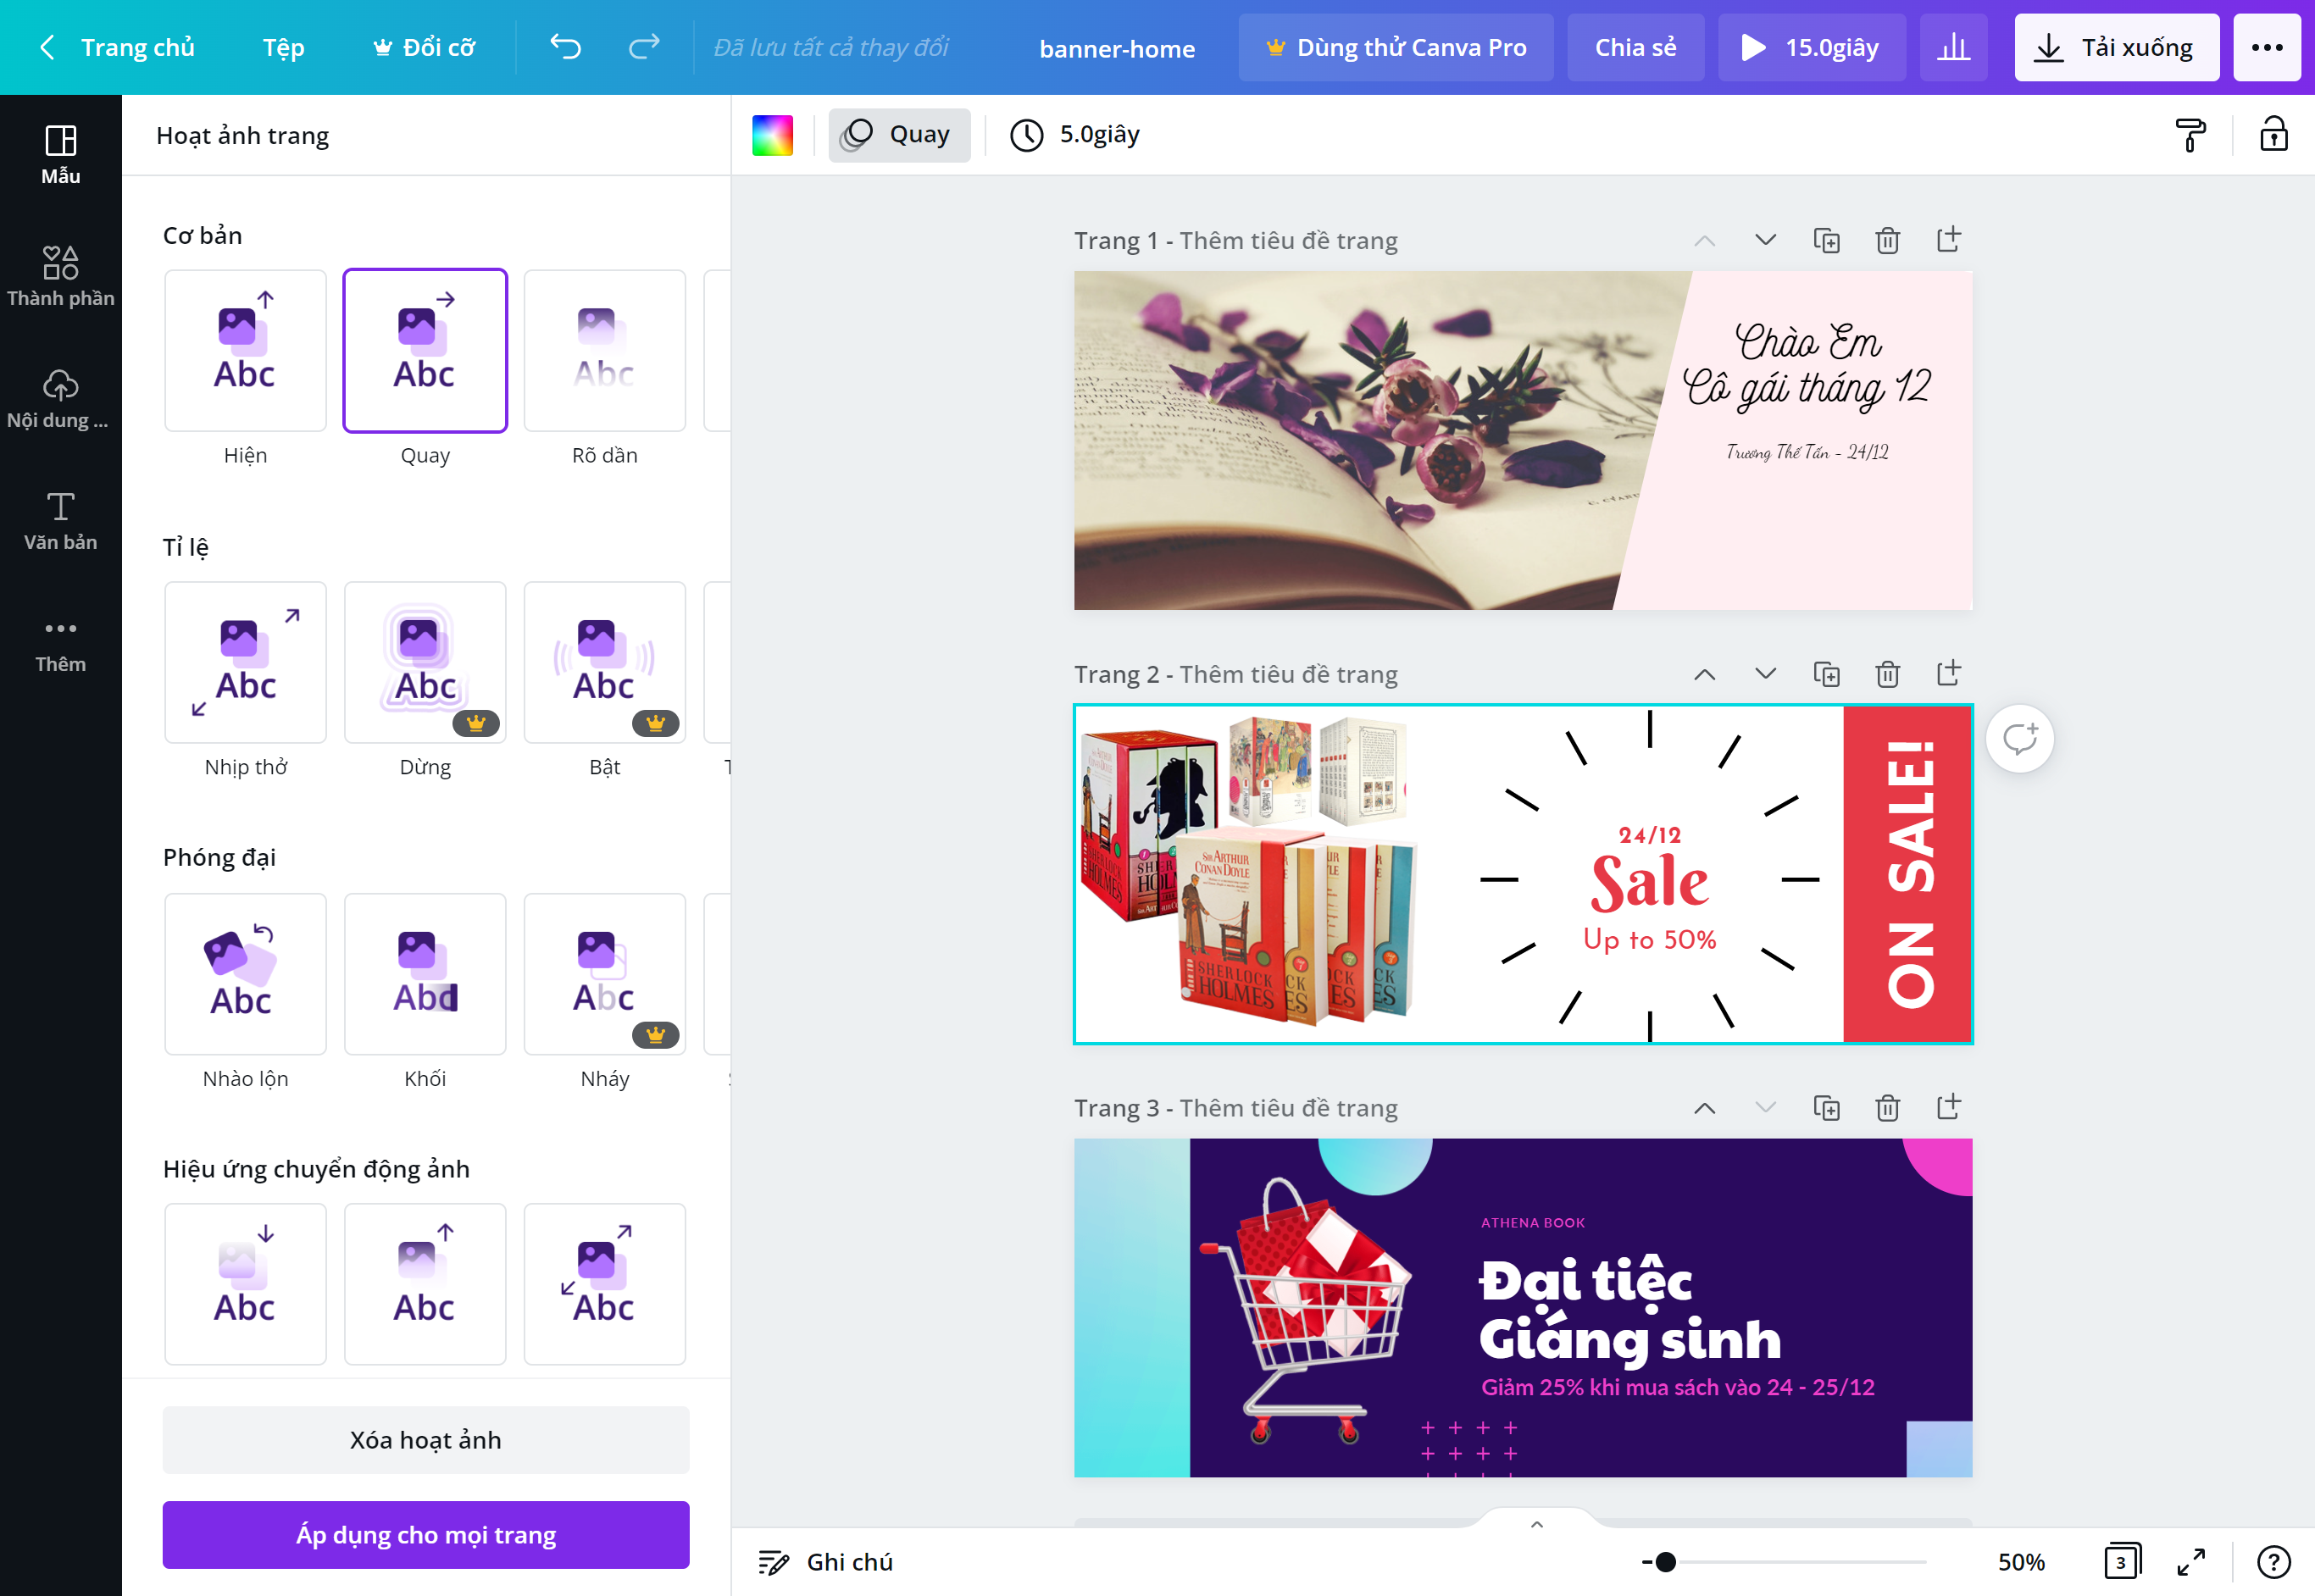 Trang chủ
Tệp
Đổi cỡ
Đã lưu tất cả thay đổi
banner-home
Dùng thử Canva Pro
Chia sẻ
15.0giây
Tải xuống
Mẫu
Thành phần
Nội dung ...
Văn bản
Thêm
Hoạt ảnh trang
Cơ bản
Abc
Abc
Abc
Hiện
Quay
Rõ dần
Tỉ lệ
Abc
Abc
Abc
Nhịp thở
Dừng
Bật
Phóng đại
Abc
Abc
Abc
Nhào lộn
Khối
Nháy
Hiệu ứng chuyển động ảnh
Abc
Abc
Abc
Xóa hoạt ảnh
Áp dụng cho mọi trang
Quay
5.0giây
Trang 1 - Thêm tiêu đề trang
Chào Em
Cô gái tháng 12
Trương Thế Tấn - 24/12
Trang 2 - Thêm tiêu đề trang
SIR ARTHUR
CONAN DOYLE
SHERLOCK
HOLMES
24/12
Sale
Up to 50%
ON SALE!
Trang 3 - Thêm tiêu đề trang
ATHENA BOOK
Đại tiệc
Giáng sinh
Giảm 25% khi mua sách vào 24 - 25/12
Ghi chú
50%
3